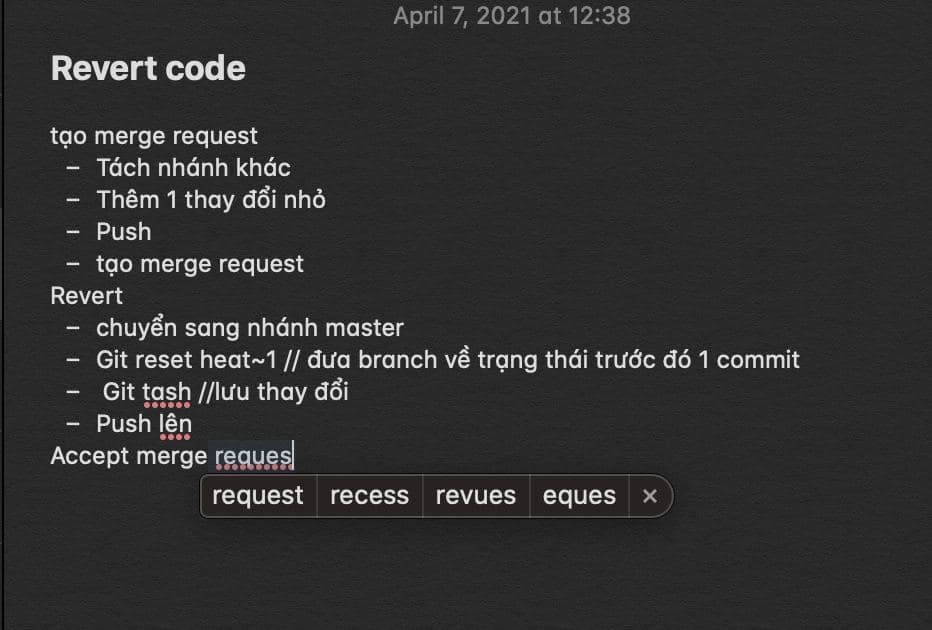 April 7, 2021 at 12:38
Revert code
tạo merge request
– Tách nhánh khác
– Thêm 1 thay đổi nhỏ
– Push
– tạo merge request
Revert
– chuyển sang nhánh master
– Git reset heat~1 // đưa branch về trạng thái trước đó 1 commit
– Git tash //lưu thay đổi
– Push lên
Accept merge reques
request recess revues eques ×